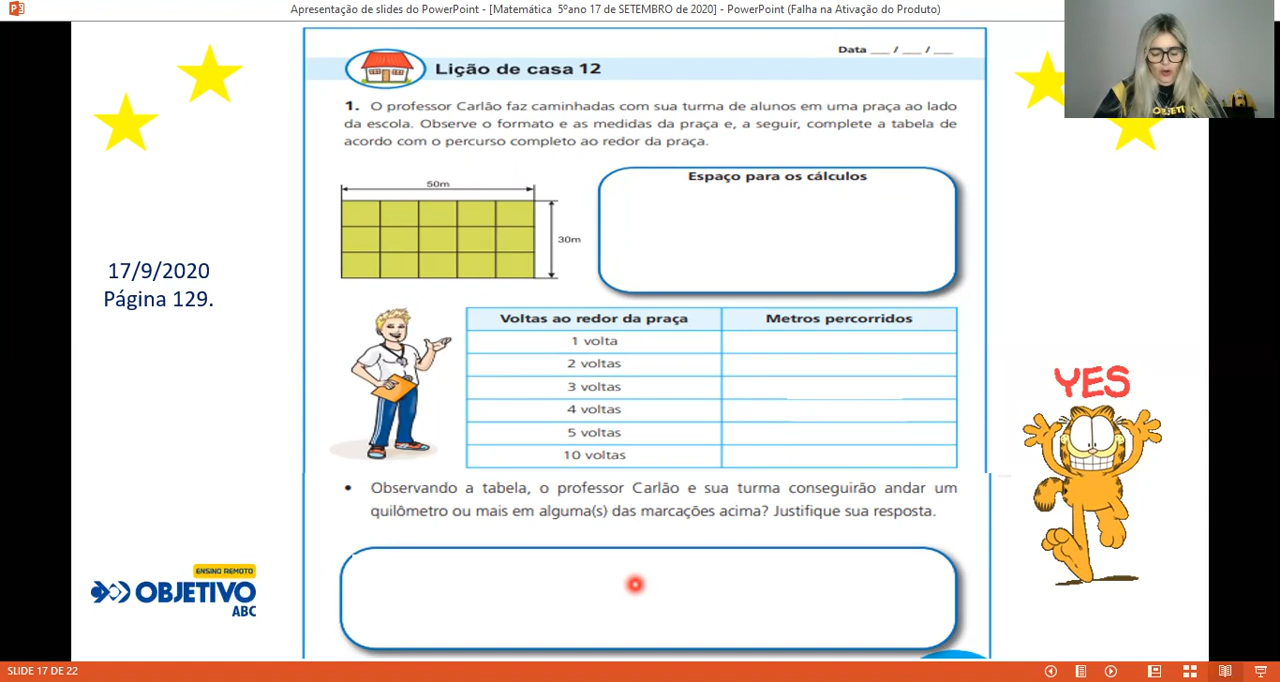 Apresentação de slides do PowerPoint - [Matemática 5ºano 17 de SETEMBRO de 2020] - PowerPoint (Falha na Ativação do Produto)
Data ___ / ___ / ___
Lição de casa 12
1. O professor Carlão faz caminhadas com sua turma de alunos em uma praça ao lado
da escola. Observe o formato e as medidas da praça e, a seguir, complete a tabela de
acordo com o percurso completo ao redor da praça.
50m
30m
Espaço para os cálculos
17/9/2020
Página 129.
Voltas ao redor da praça Metros percorridos
1 volta
2 voltas
3 voltas
4 voltas
5 voltas
10 voltas
YES
• Observando a tabela, o professor Carlão e sua turma conseguirão andar um
quilômetro ou mais em alguma(s) das marcações acima? Justifique sua resposta.
ENSINO REMOTO
OBJETIVO
ABC
OBJETIVO
SLIDE 17 DE 22